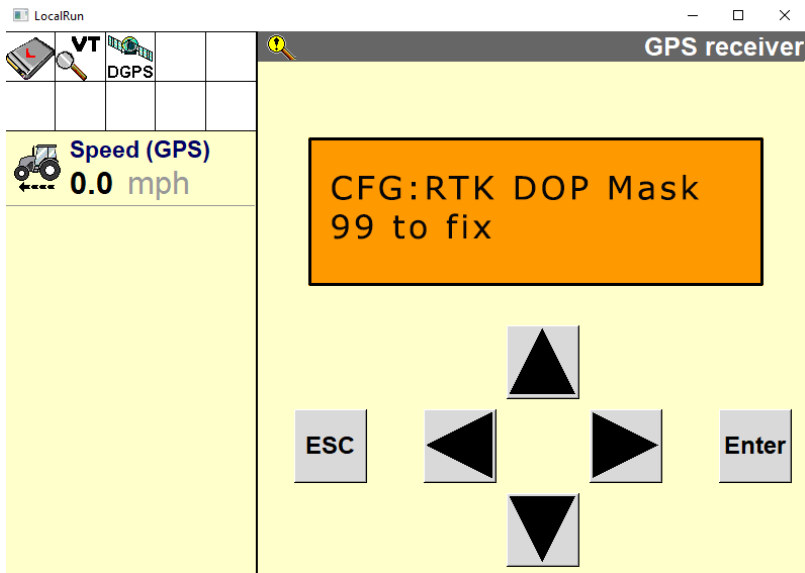 LocalRun
VT
DGPS
GPS receiver
Speed (GPS)
0.0 mph
CFG:RTK DOP Mask
99 to fix
ESC
Enter